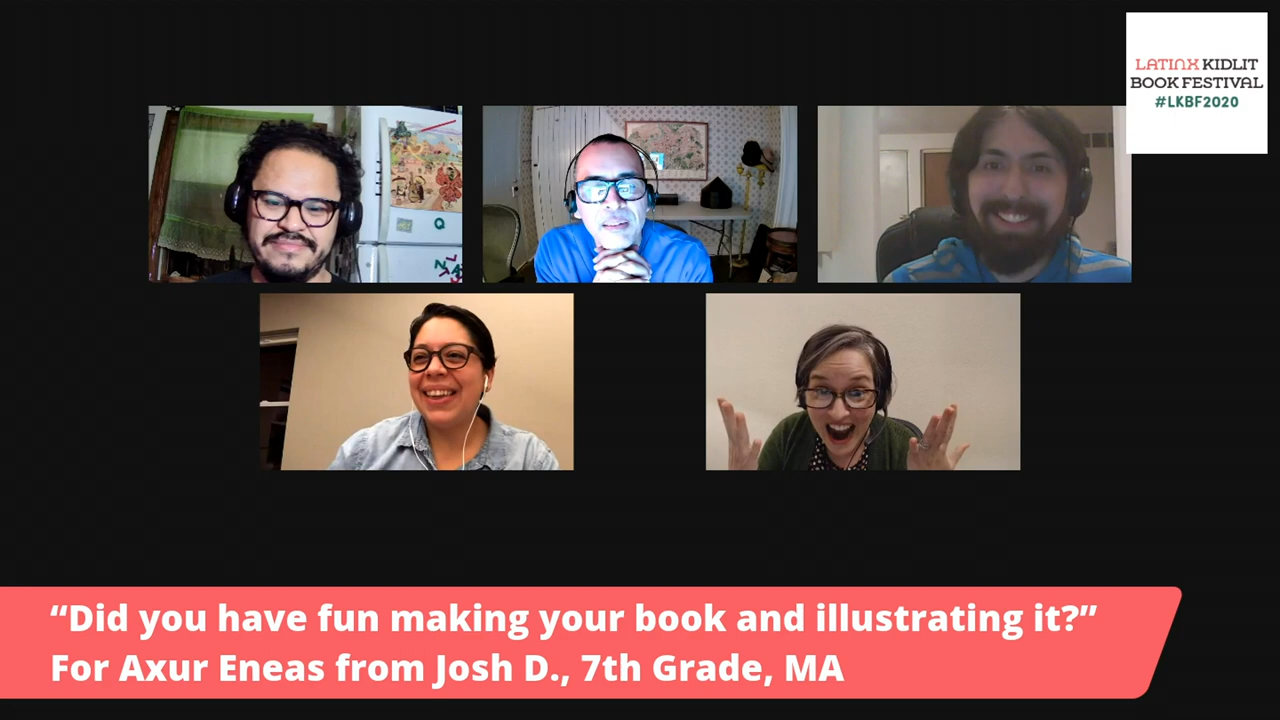 LATINX KIDLIT
BOOK FESTIVAL
#LKBF2020
Q
“Did you have fun making your book and illustrating it?”
For Axur Eneas from Josh D., 7th Grade, MA